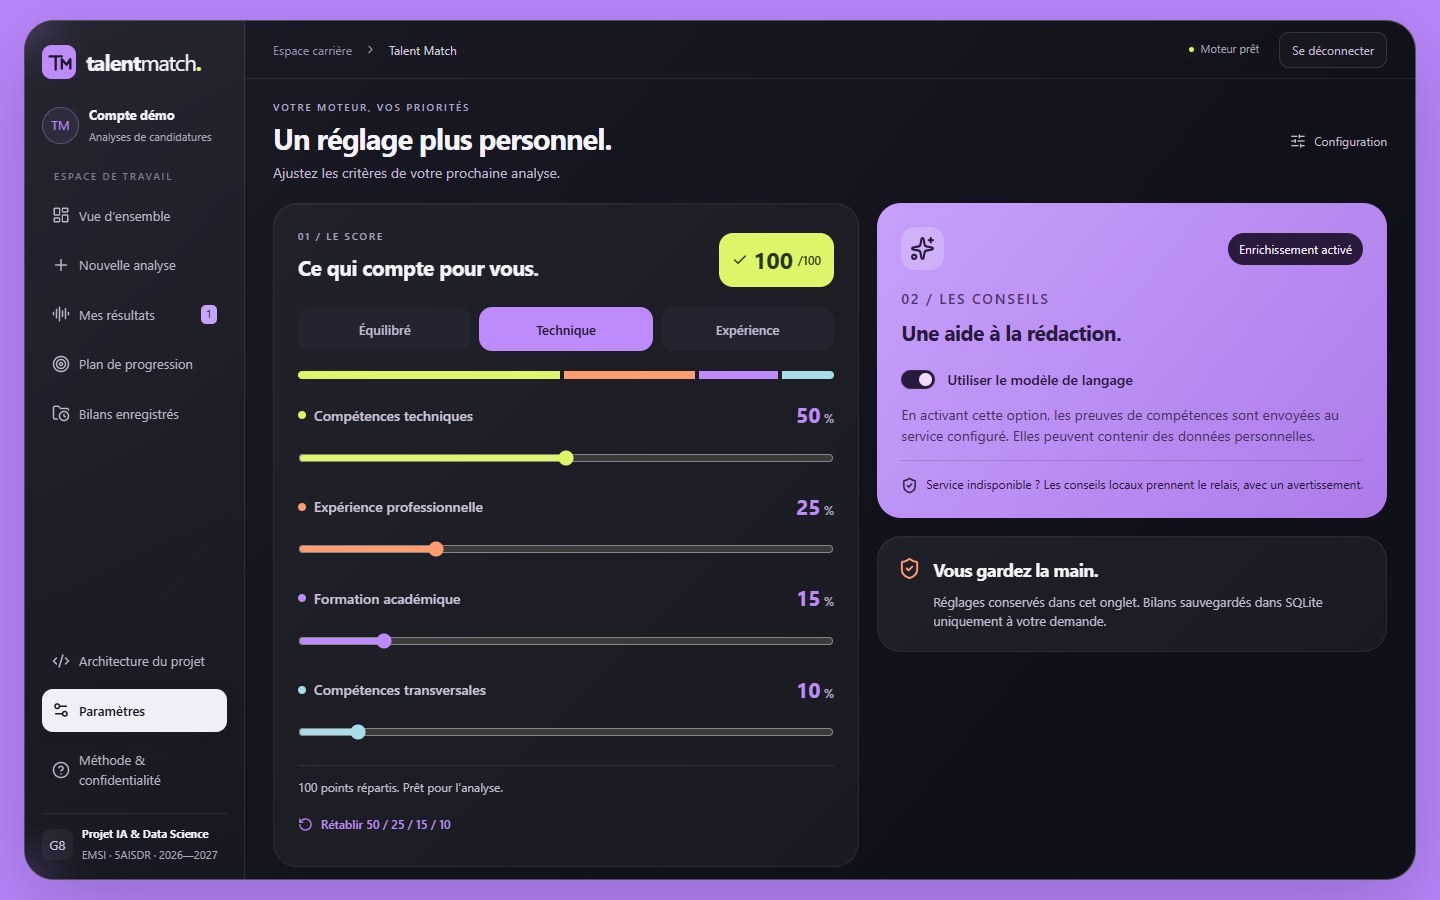 TM talentmatch.
TM
Compte démo
Analyses de candidatures
ESPACE DE TRAVAIL
Vue d'ensemble
Nouvelle analyse
Mes résultats 1
Plan de progression
Bilans enregistrés
Architecture du projet
Paramètres
Méthode &
confidentialité
G8
Projet IA & Data Science
EMSI · 5AISDR · 2026—2027
Espace carrière > Talent Match
Moteur prêt
Se déconnecter
VOTRE MOTEUR, VOS PRIORITÉS
Un réglage plus personnel.
Ajustez les critères de votre prochaine analyse.
Configuration
01 / LE SCORE
Ce qui compte pour vous.
100 /100
Équilibré Technique Expérience
Compétences techniques 50 %
Expérience professionnelle 25 %
Formation académique 15 %
Compétences transversales 10 %
100 points répartis. Prêt pour l'analyse.
Rétablir 50 / 25 / 15 / 10
Enrichissement activé
02 / LES CONSEILS
Une aide à la rédaction.
Utiliser le modèle de langage
En activant cette option, les preuves de compétences sont envoyées au
service configuré. Elles peuvent contenir des données personnelles.
Service indisponible ? Les conseils locaux prennent le relais, avec un avertissement.
Vous gardez la main.
Réglages conservés dans cet onglet. Bilans sauvegardés dans SQLite
uniquement à votre demande.